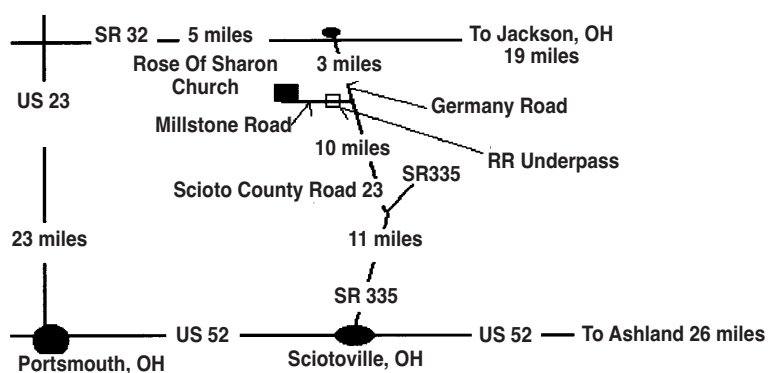 SR 32
5 miles
To Jackson, OH
19 miles
Rose Of Sharon
Church
3 miles
US 23
Germany Road
Millstone Road
10 miles
RR Underpass
SR335
Scioto County Road 23
23 miles
11 miles
SR 335
US 52
US 52
To Ashland 26 miles
Portsmouth, OH
Sciotoville, OH